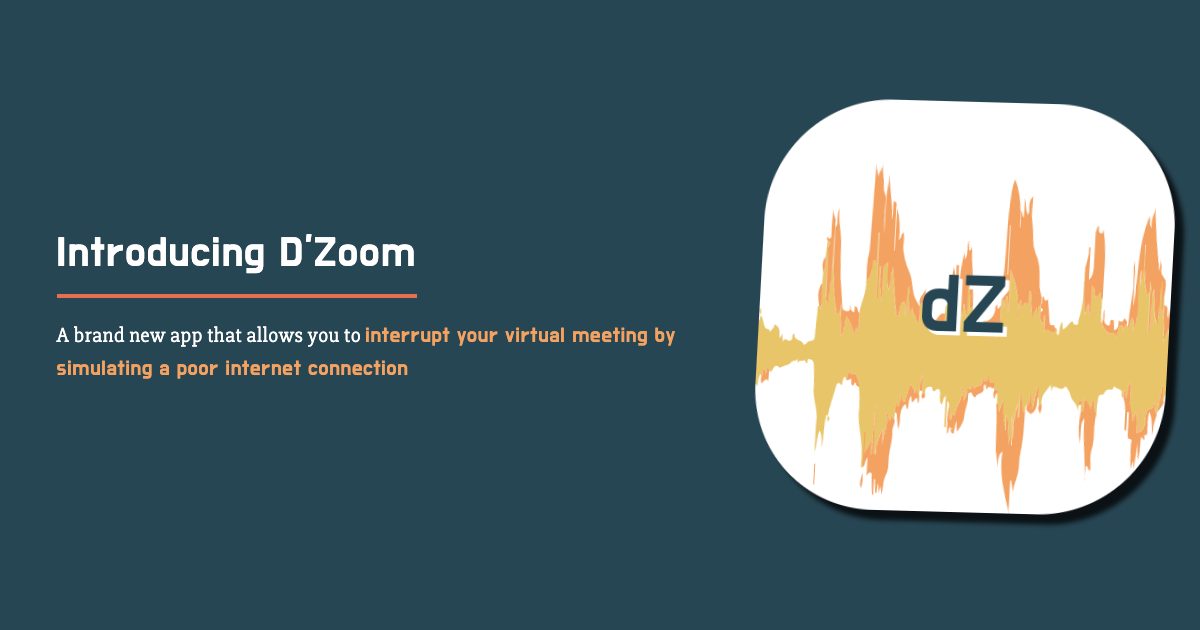 Introducing D'Zoom
A brand new app that allows you to interrupt your virtual meeting by
simulating a poor internet connection
dZ